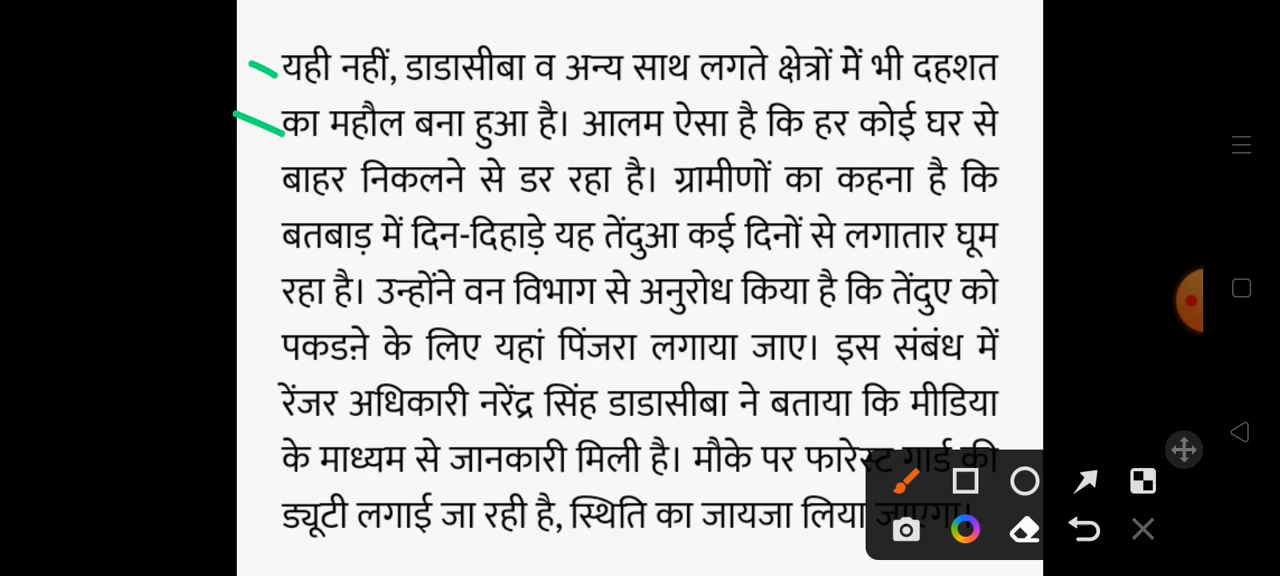 यही नहीं, डाडासीबा व अन्य साथ लगते क्षेत्रों में भी दहशत
का महौल बना हुआ है। आलम ऐसा है कि हर कोई घर से
बाहर निकलने से डर रहा है। ग्रामीणों का कहना है कि
बतबाड़ में दिन-दिहाड़े यह तेंदुआ कई दिनों से लगातार घूम
रहा है। उन्होंने वन विभाग से अनुरोध किया है कि तेंदुए को
पकडऩे के लिए यहां पिंजरा लगाया जाए। इस संबंध में
रेंजर अधिकारी नरेंद्र सिंह डाडासीबा ने बताया कि मीडिया
के माध्यम से जानकारी मिली है। मौके पर फारेस्ट गार्ड की
ड्यूटी लगाई जा रही है, स्थिति का जायजा लिया जाएगा।